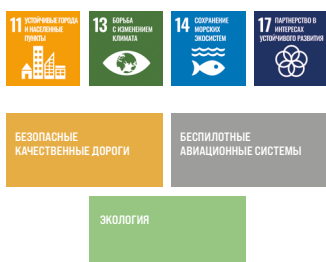 11 УСТОЙЧИВЫЕ ГОРОДА
И НАСЕЛЕННЫЕ
ПУНКТЫ
13 БОРЬБА
С ИЗМЕНЕНИЕМ
КЛИМАТА
14 СОХРАНЕНИЕ
МОРСКИХ
ЭКОСИСТЕМ
17 ПАРТНЕРСТВО В
ИНТЕРЕСАХ
УСТОЙЧИВОГО РАЗВИТИЯ
БЕЗОПАСНЫЕ
КАЧЕСТВЕННЫЕ ДОРОГИ
БЕСПИЛОТНЫЕ
АВИАЦИОННЫЕ СИСТЕМЫ
ЭКОЛОГИЯ